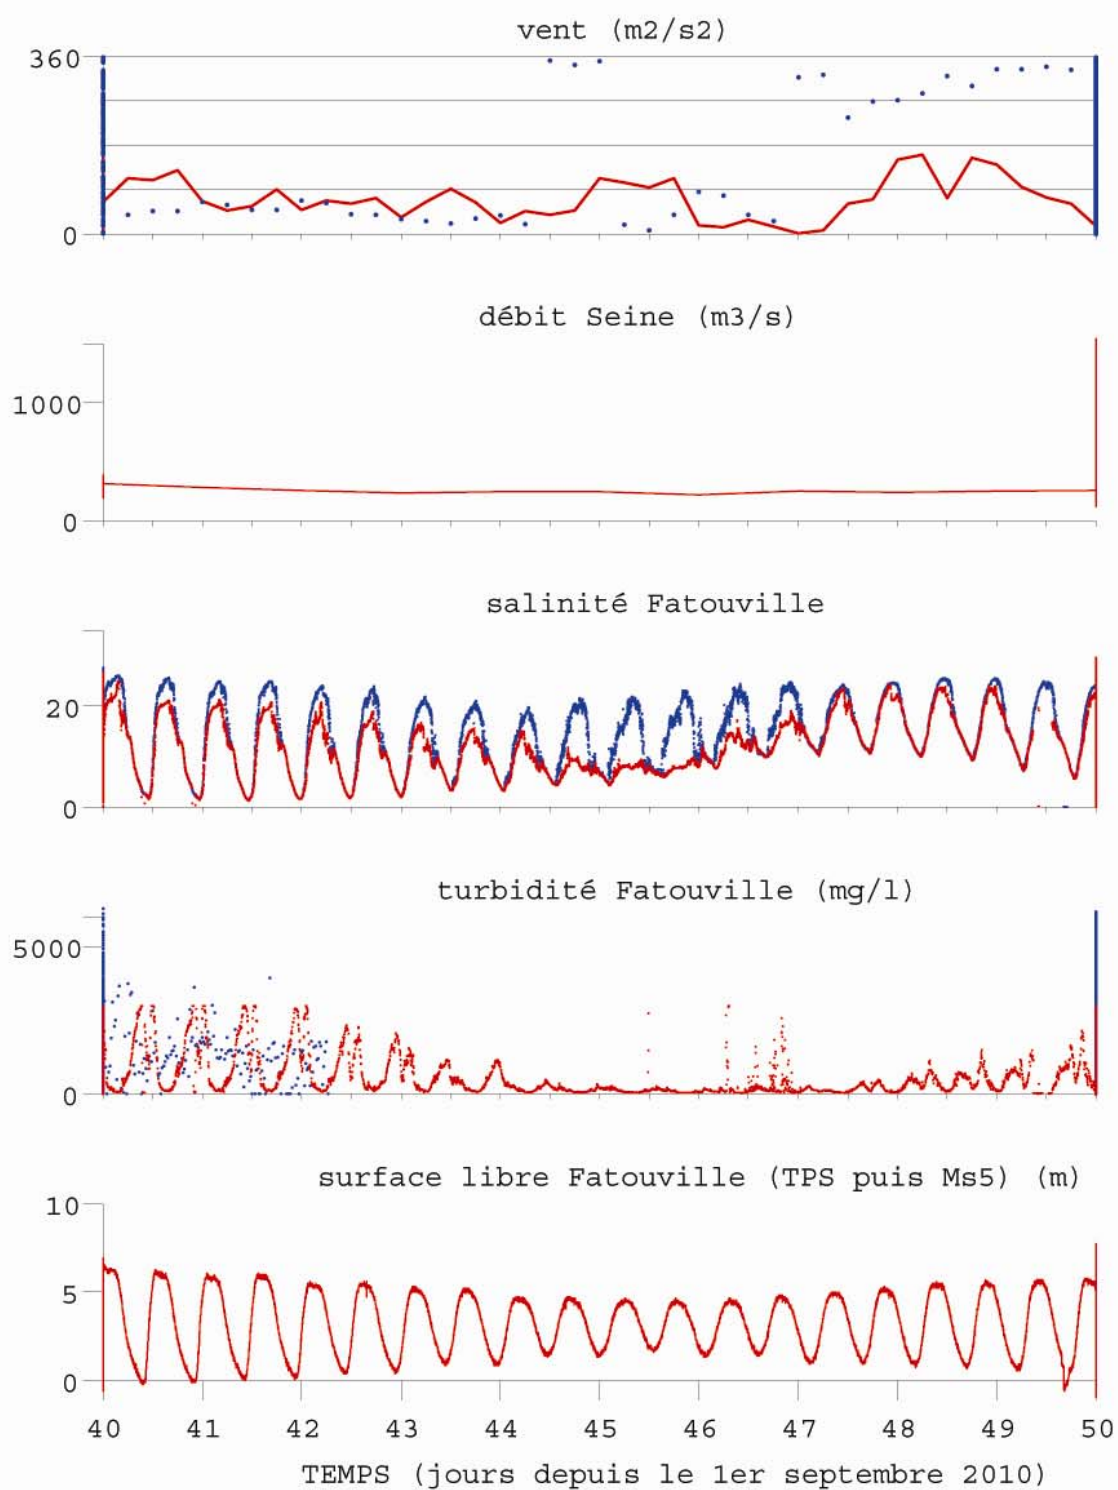 vent (m2/s2)
360
0
débit Seine (m3/s)
1000
0
salinité Fatouville
20
0
turbidité Fatouville (mg/l)
5000
0
surface libre Fatouville (TPS puis Ms5) (m)
10
5
0
40 41 42 43 44 45 46 47 48 49 50
TEMPS (jours depuis le 1er septembre 2010)